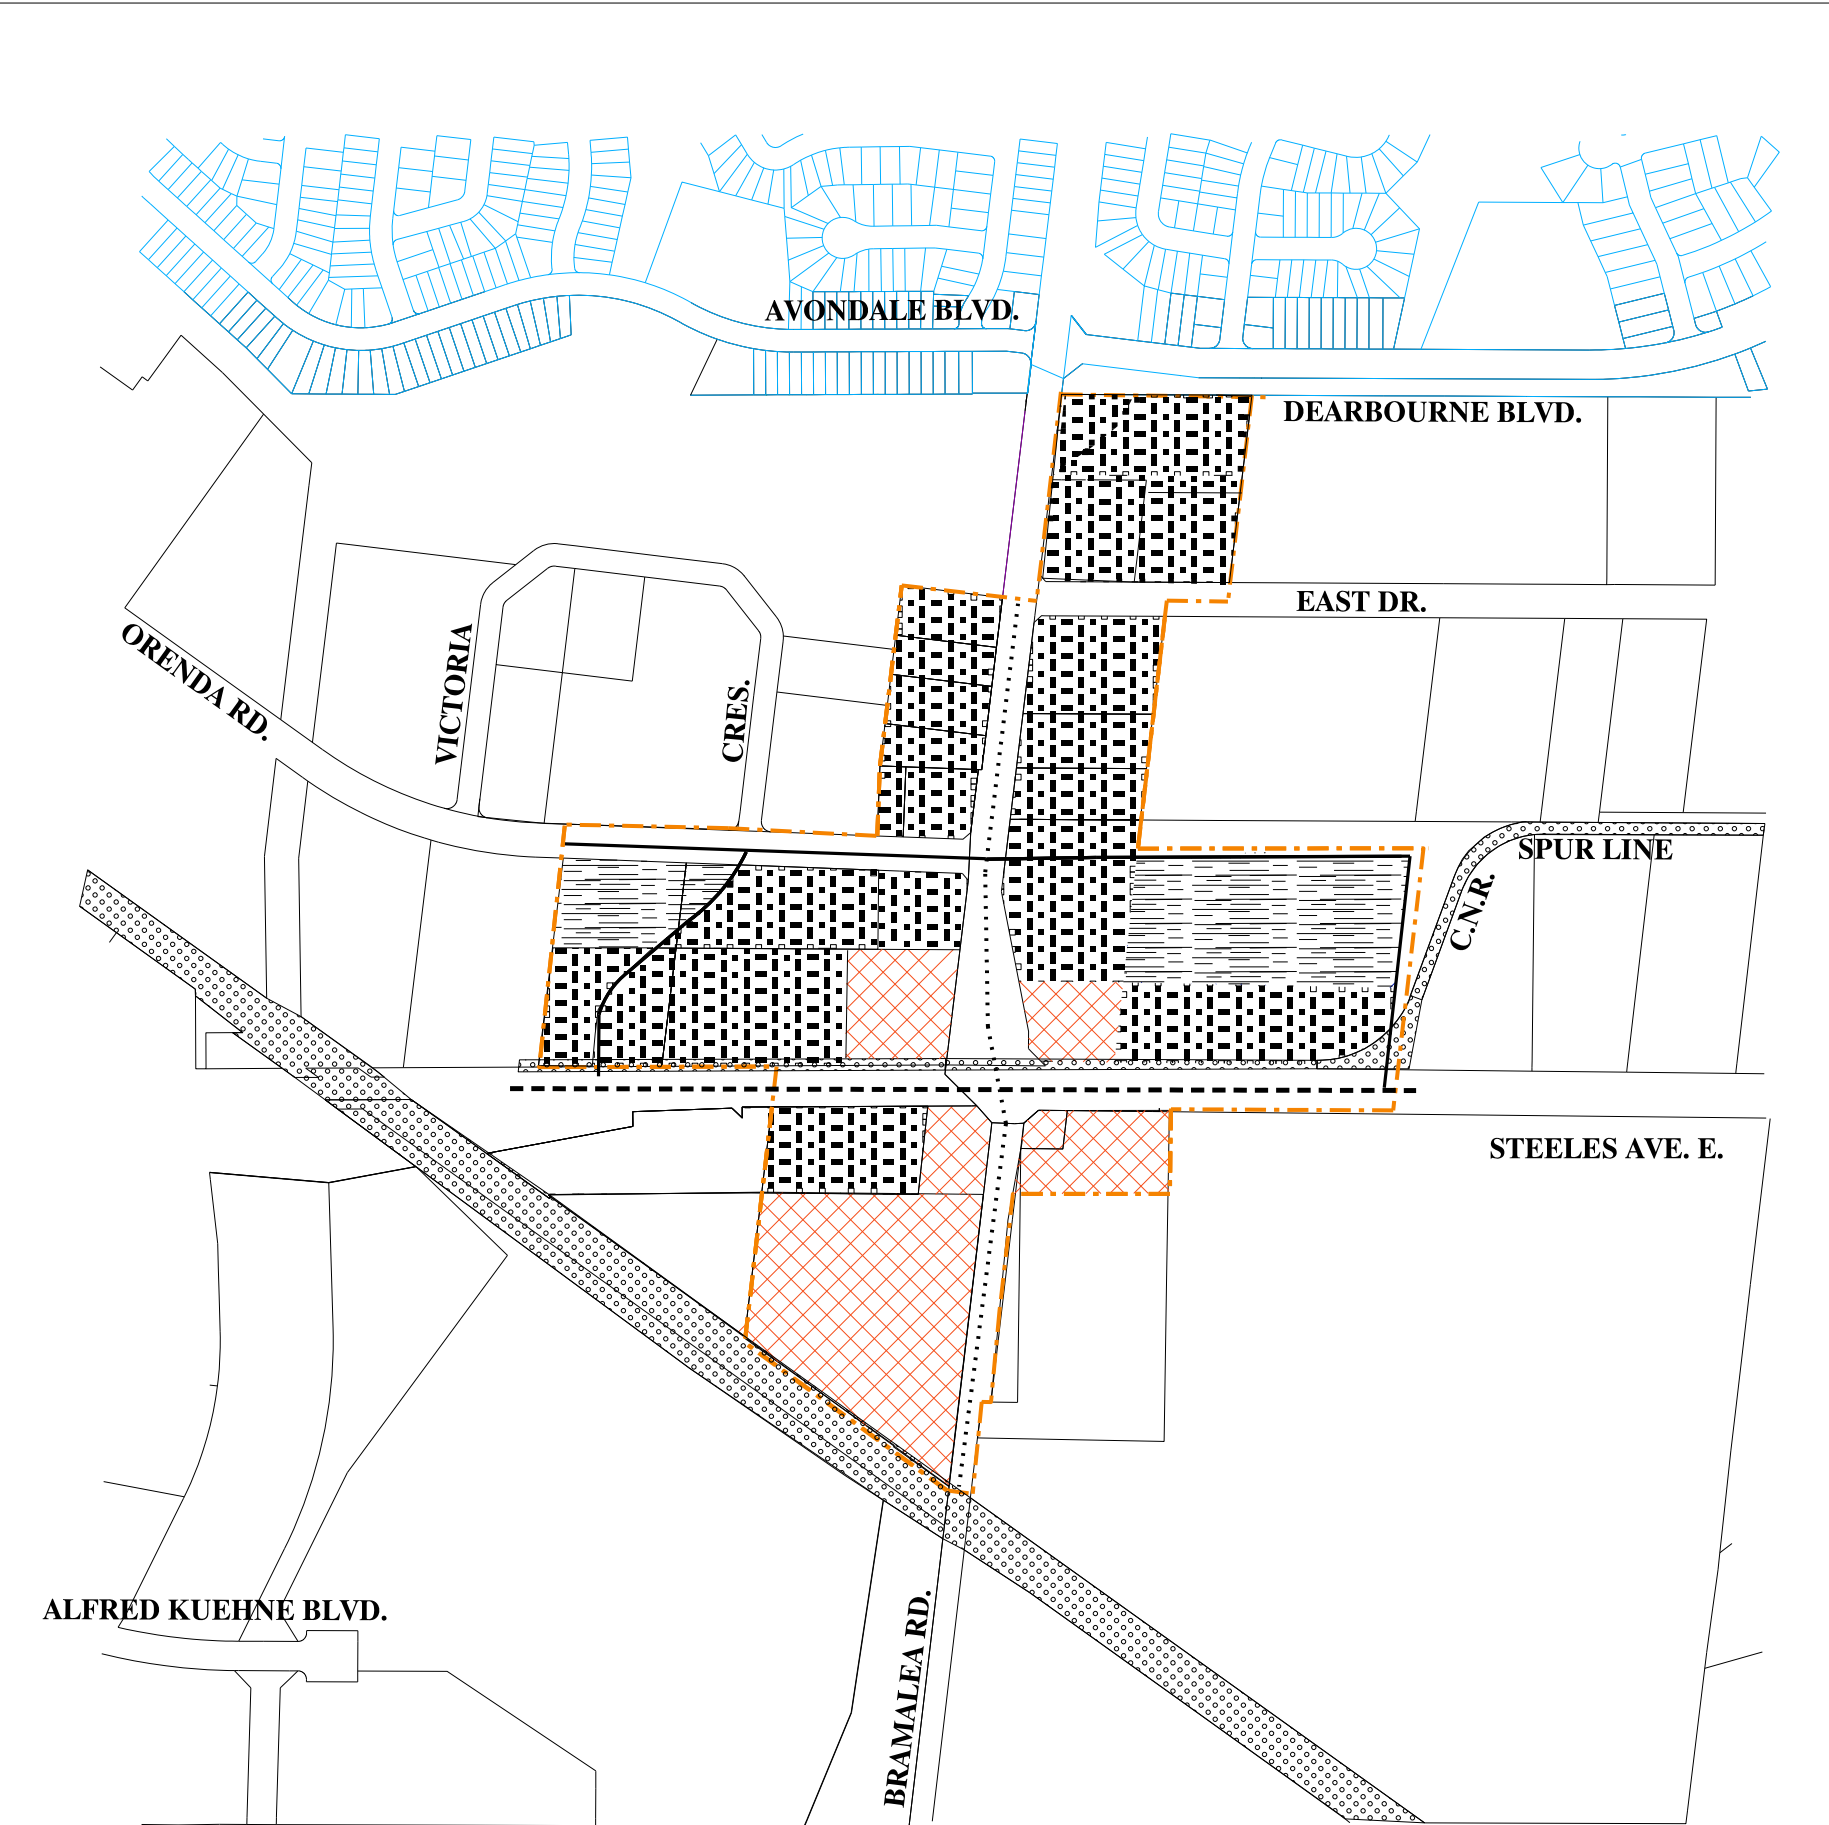 AVONDALE BLVD.
DEARBOURNE BLVD.
EAST DR.
ORENDA RD.
VICTORIA
CRES.
SPUR LINE
C.N.R.
STEELES AVE. E.
ALFRED KUEHNE BLVD.
BRAMALEA RD.